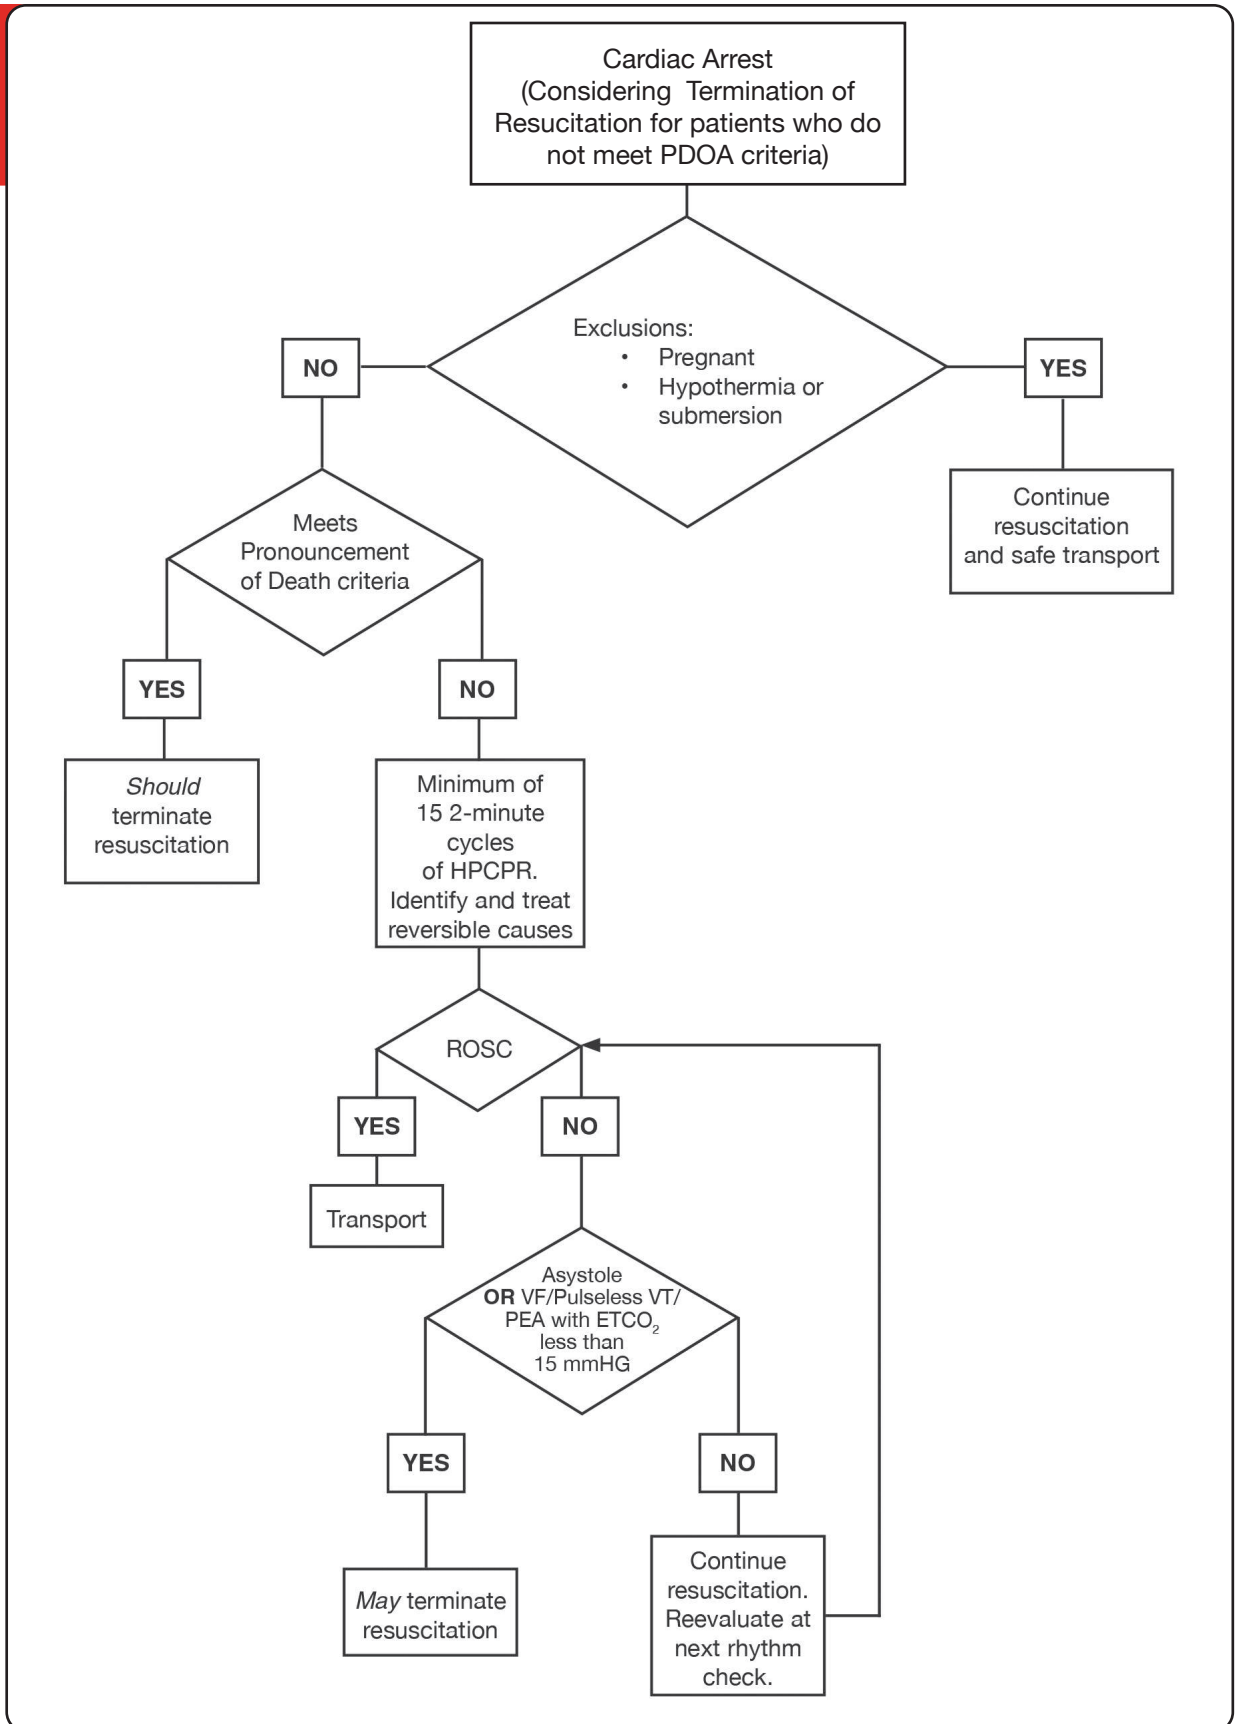 Cardiac Arrest
(Considering Termination of
Resucitation for patients who do
not meet PDOA criteria)
Exclusions:
• Pregnant
• Hypothermia or
submersion
NO
YES
Continue
resuscitation
and safe transport
Meets
Pronouncement
of Death criteria
YES
NO
Should
terminate
resuscitation
Minimum of
15 2-minute
cycles
of HPCPR.
Identify and treat
reversible causes
ROSC
YES
NO
Transport
Asystole
OR VF/Pulseless VT/
PEA with ETCO₂
less than
15 mmHG
YES
NO
May terminate
resuscitation
Continue
resuscitation.
Reevaluate at
next rhythm
check.